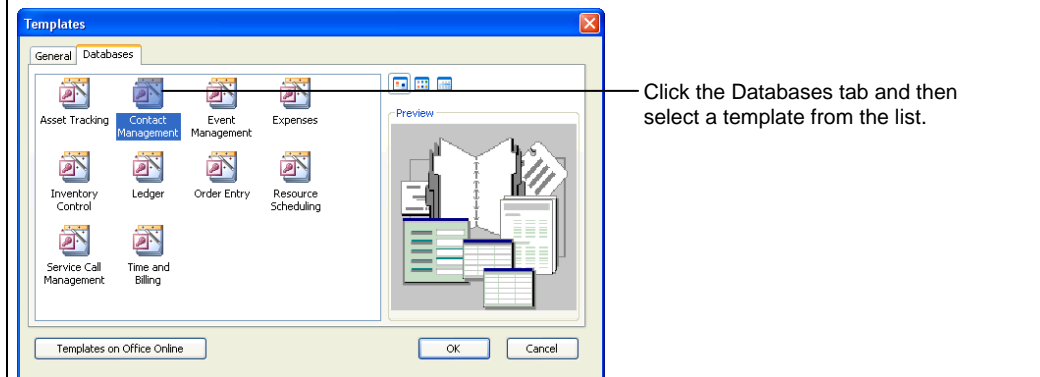 Templates
General Databases
Asset Tracking
Contact
Management
Event
Management
Expenses
Inventory
Control
Ledger
Order Entry
Resource
Scheduling
Service Call
Management
Time and
Billing
Preview
Templates on Office Online
OK
Cancel
Click the Databases tab and then
select a template from the list.